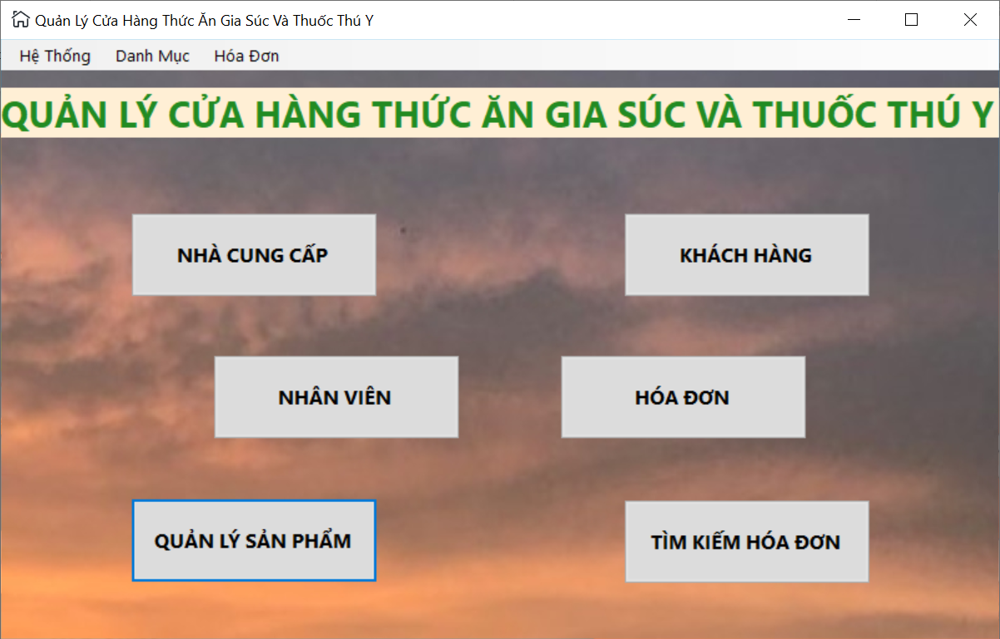 Quản Lý Cửa Hàng Thức Ăn Gia Súc Và Thuốc Thú Y
Hệ Thống Danh Mục Hóa Đơn
QUẢN LÝ CỬA HÀNG THỨC ĂN GIA SÚC VÀ THUỐC THÚ Y
NHÀ CUNG CẤP KHÁCH HÀNG
NHÂN VIÊN HÓA ĐƠN
QUẢN LÝ SẢN PHẨM TÌM KIẾM HÓA ĐƠN